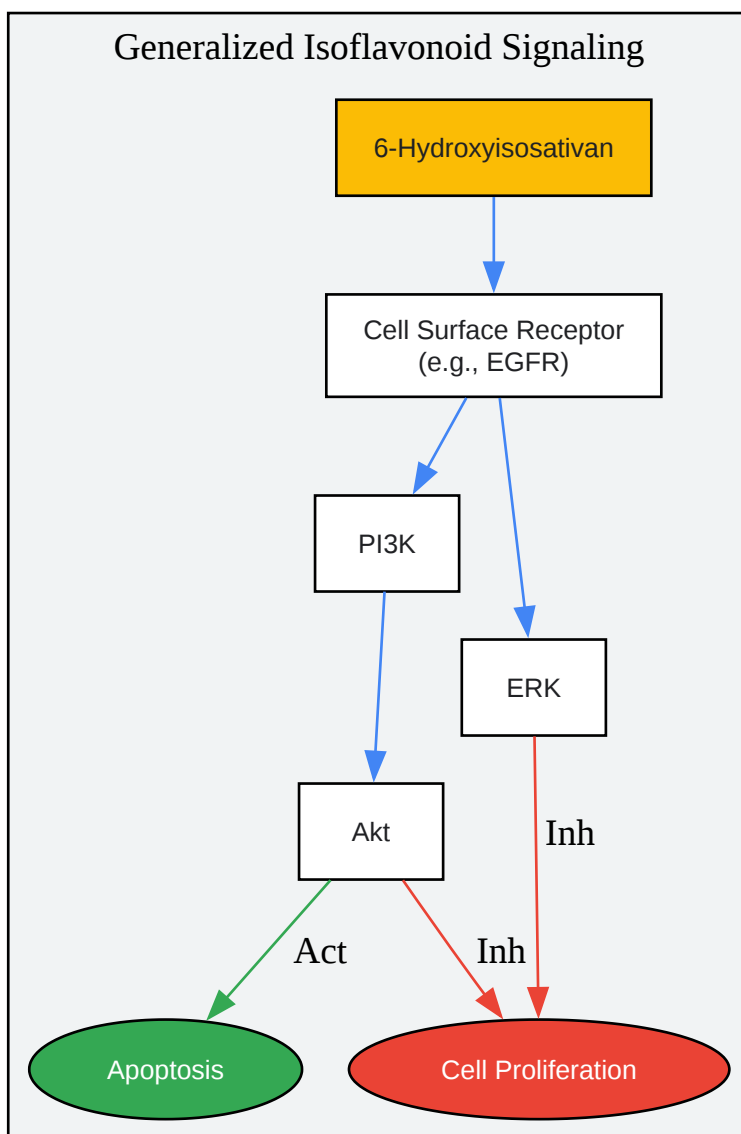 Generalized Isoflavonoid Signaling
6-Hydroxyisosativan
Cell Surface Receptor
(e.g., EGFR)
PI3K
ERK
Akt
Inh
Act
Inh
Apoptosis
Cell Proliferation